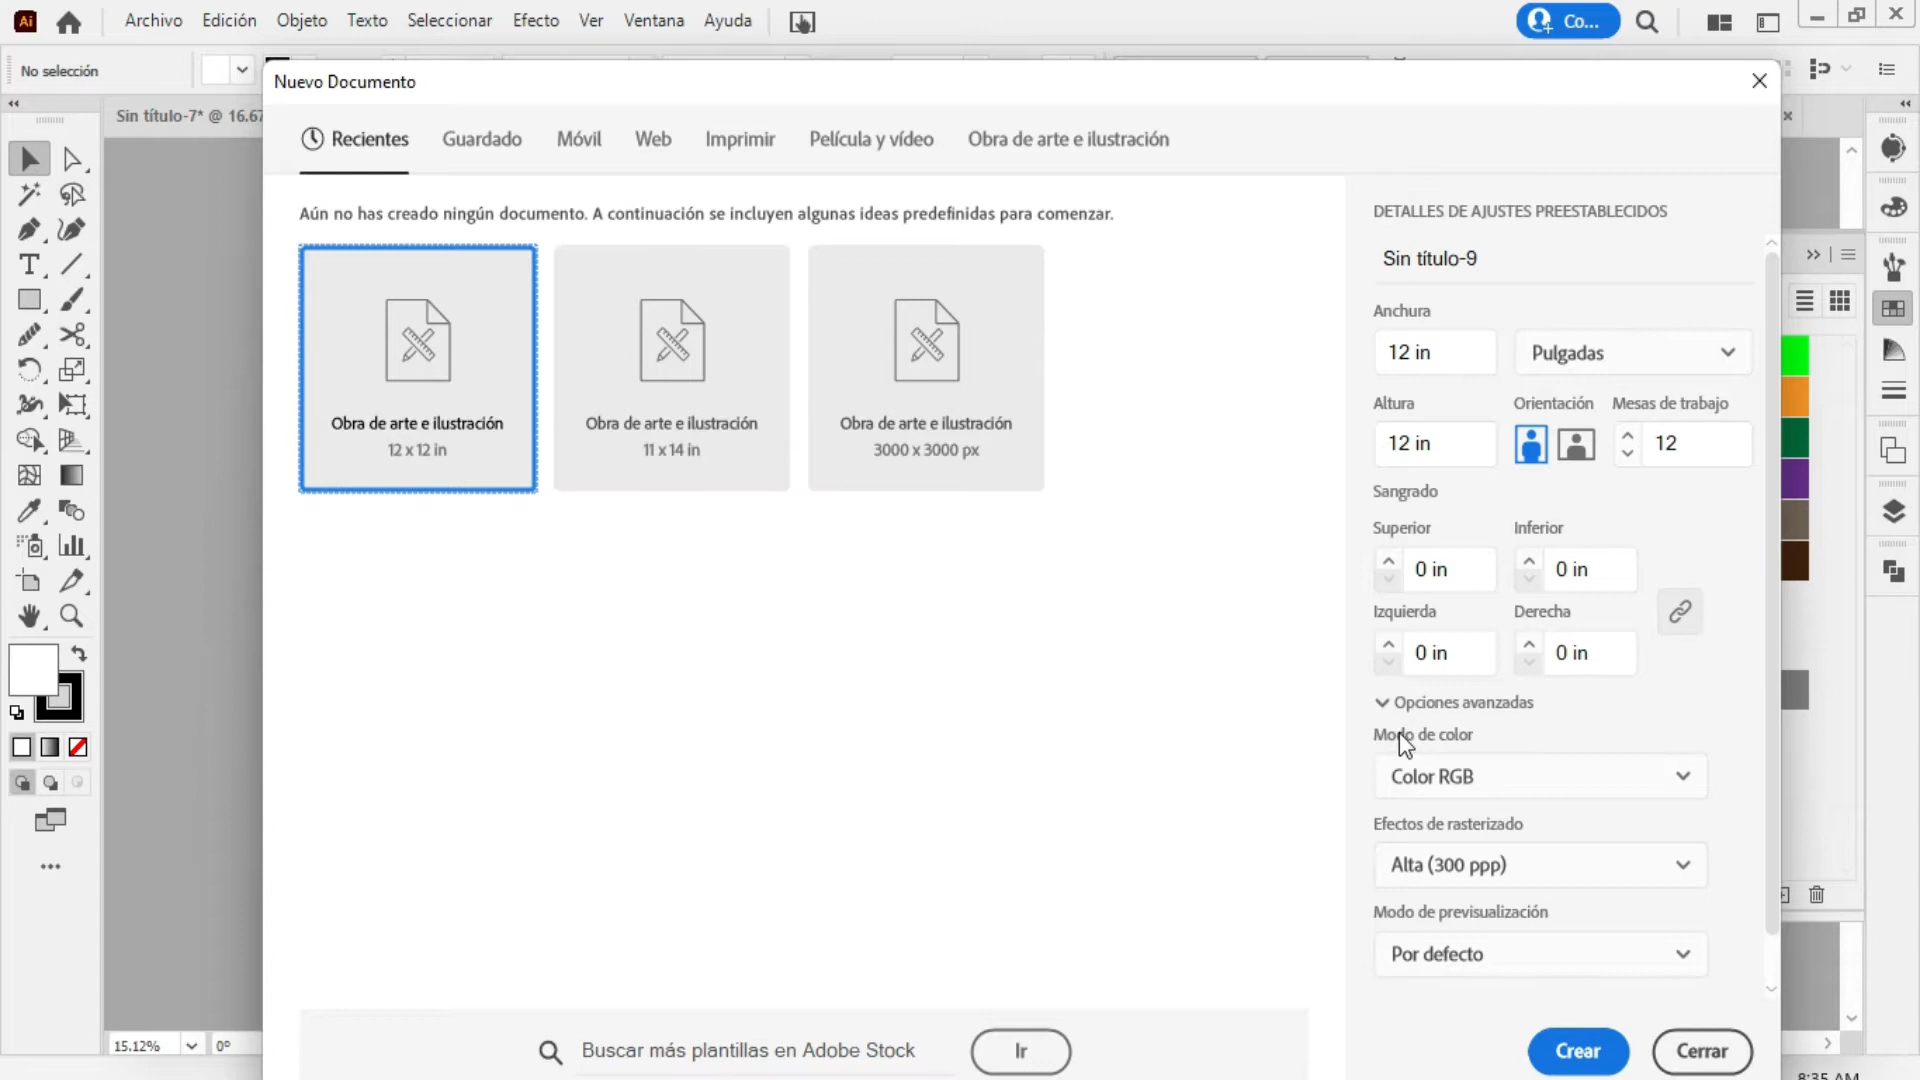 Ai
Archivo Edición Objeto Texto Seleccionar Efecto Ver Ventana Ayuda
Co...
No selección
Nuevo Documento
Sin título-7* @ 16.67
Recientes Guardado Móvil Web Imprimir Película y vídeo Obra de arte e ilustración
Aún no has creado ningún documento. A continuación se incluyen algunas ideas predefinidas para comenzar.
Obra de arte e ilustración
12 x 12 in
Obra de arte e ilustración
11 x 14 in
Obra de arte e ilustración
3000 x 3000 px
DETALLES DE AJUSTES PREESTABLECIDOS
Sin título-9
Anchura
12 in
Pulgadas
Altura Orientación Mesas de trabajo
12 in
12
Sangrado
Superior Inferior
0 in 0 in
Izquierda Derecha
0 in 0 in
Opciones avanzadas
Modo de color
Color RGB
Efectos de rasterizado
Alta (300 ppp)
Modo de previsualización
Por defecto
Buscar más plantillas en Adobe Stock
Ir
Crear
Cerrar
15.12%
0°
8:35 AM